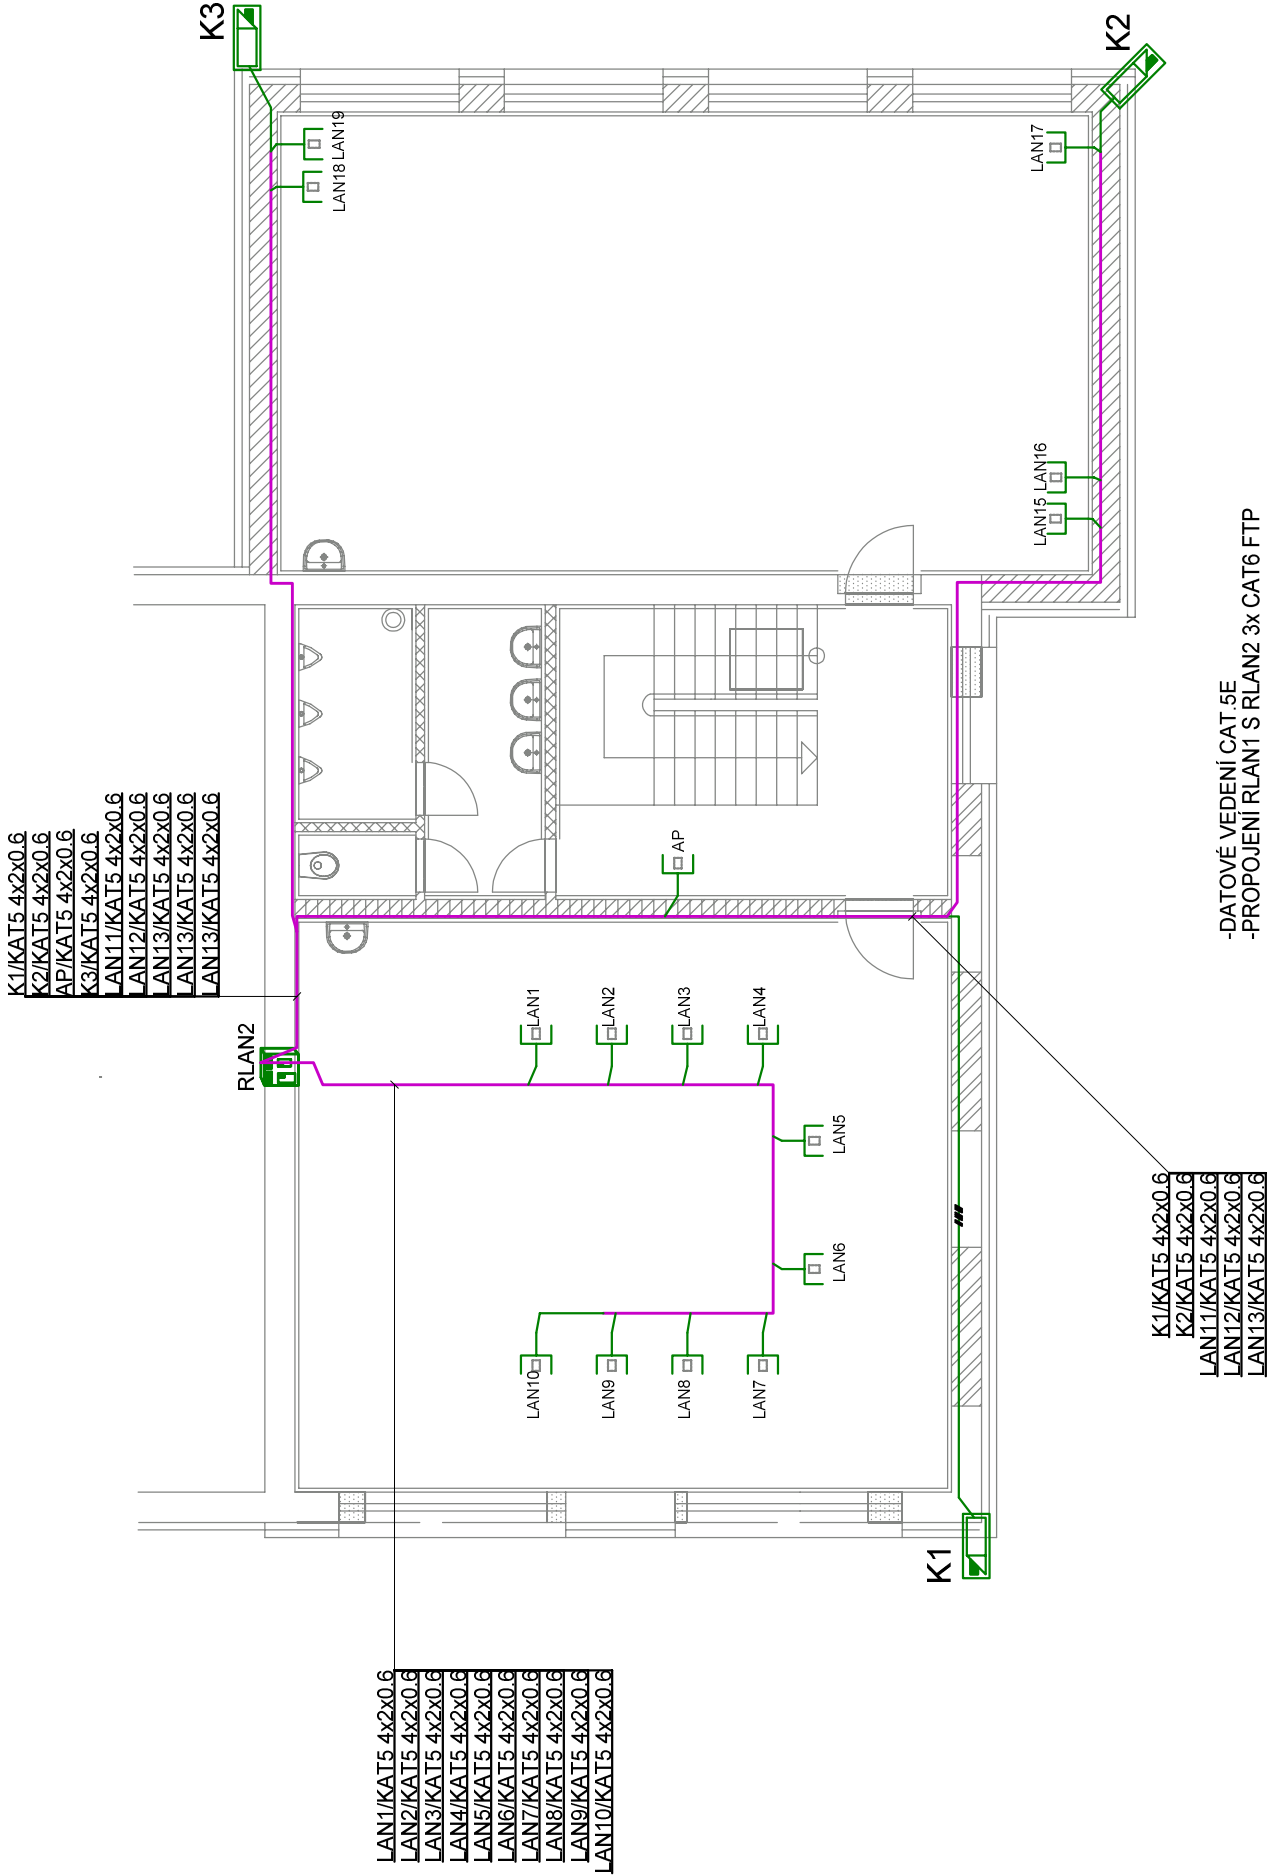 K3
K2
LAN18 LAN19
LAN17
LAN15 LAN16
K1/KAT5 4x2x0.6
K2/KAT5 4x2x0.6
AP/KAT5 4x2x0.6
K3/KAT5 4x2x0.6
LAN11/KAT5 4x2x0.6
LAN12/KAT5 4x2x0.6
LAN13/KAT5 4x2x0.6
LAN13/KAT5 4x2x0.6
LAN13/KAT5 4x2x0.6
RLAN2
AP
LAN1
LAN2
LAN3
LAN4
LAN5
LAN6
LAN10
LAN9
LAN8
LAN7
K1
-DATOVÉ VEDENÍ CAT.5E
-PROPOJENÍ RLAN1 S RLAN2 3x CAT6 FTP
K1/KAT5 4x2x0.6
K2/KAT5 4x2x0.6
LAN11/KAT5 4x2x0.6
LAN12/KAT5 4x2x0.6
LAN13/KAT5 4x2x0.6
LAN1/KAT5 4x2x0.6
LAN2/KAT5 4x2x0.6
LAN3/KAT5 4x2x0.6
LAN4/KAT5 4x2x0.6
LAN5/KAT5 4x2x0.6
LAN6/KAT5 4x2x0.6
LAN7/KAT5 4x2x0.6
LAN8/KAT5 4x2x0.6
LAN9/KAT5 4x2x0.6
LAN10/KAT5 4x2x0.6